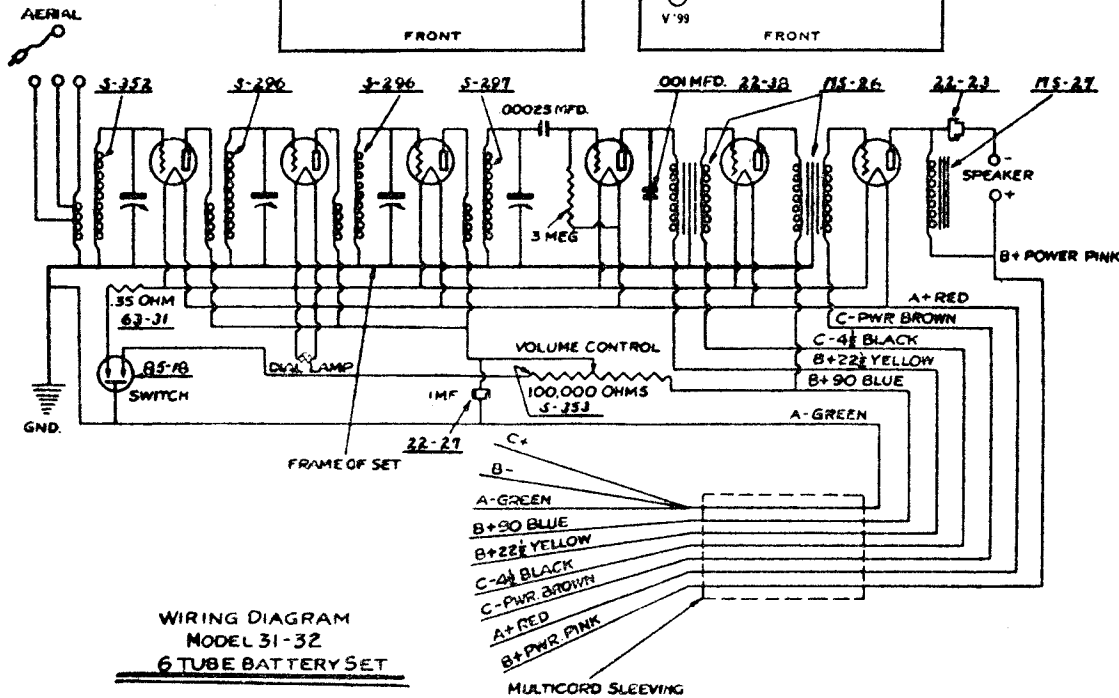 AERIAL
V '99
FRONT
FRONT
S-352
S-296
S-296
S-297
.00025 MFD.
.001 MFD.
22-38
MS-26
22-23
MS-27
- SPEAKER +
3 MEG
B+ POWER PINK
.35 OHM
63-31
A+ RED
C-PWR BROWN
C-4½ BLACK
B+22½ YELLOW
B+90 BLUE
A-GREEN
85-18
SWITCH
DIAL LAMP
VOLUME CONTROL
100,000 OHMS
S-353
1MF
22-27
GND.
FRAME OF SET
C+
B-
A-GREEN
B+90 BLUE
B+22½ YELLOW
C-4½ BLACK
C-PWR. BROWN
A+RED
B+PWR. PINK
WIRING DIAGRAM
MODEL 31-32
6 TUBE BATTERY SET
MULTICORD SLEEVING